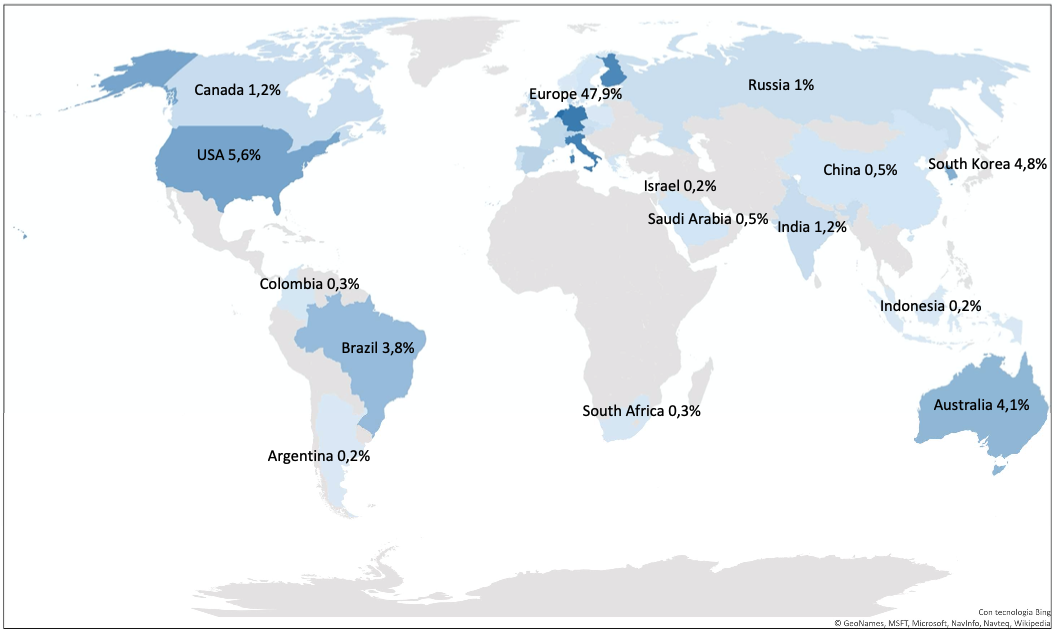 Canada 1,2%
Europe 47,9%
Russia 1%
USA 5,6%
South Korea 4,8%
China 0,5%
Israel 0,2%
Saudi Arabia 0,5%
India 1,2%
Colombia 0,3%
Indonesia 0,2%
Brazil 3,8%
Australia 4,1%
South Africa 0,3%
Argentina 0,2%
Con tecnologia Bing
© GeoNames, MSFT, Microsoft, NavInfo, Navteq, Wikipedia